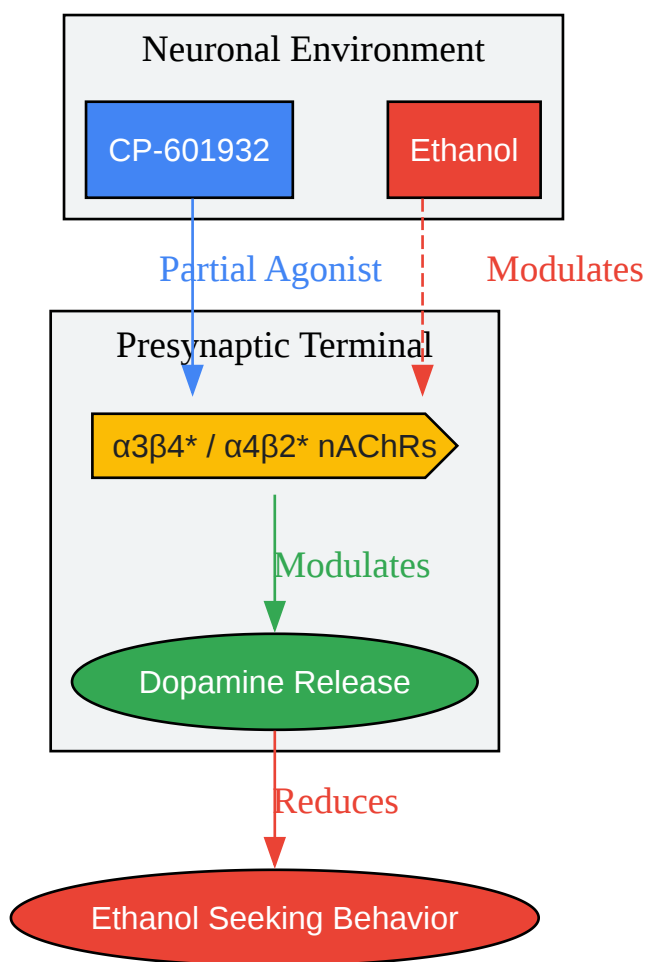 Neuronal Environment
CP-601932
Ethanol
Partial Agonist
Modulates
Presynaptic Terminal
α3β4* / α4β2* nAChRs
Modulates
Dopamine Release
Reduces
Ethanol Seeking Behavior